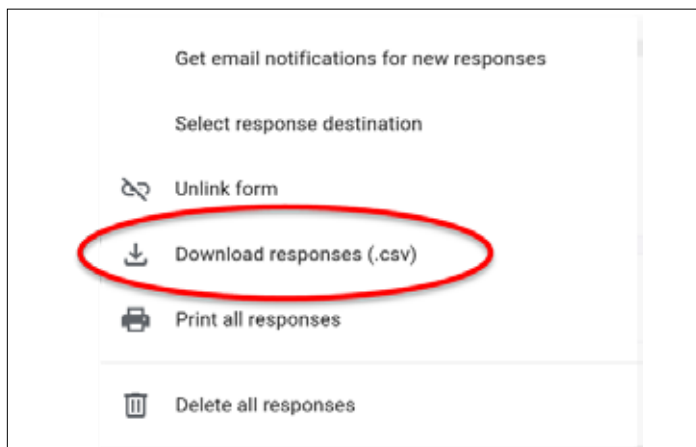 Get email notifications for new responses
Select response destination
Unlink form
Download responses (.csv)
Print all responses
Delete all responses